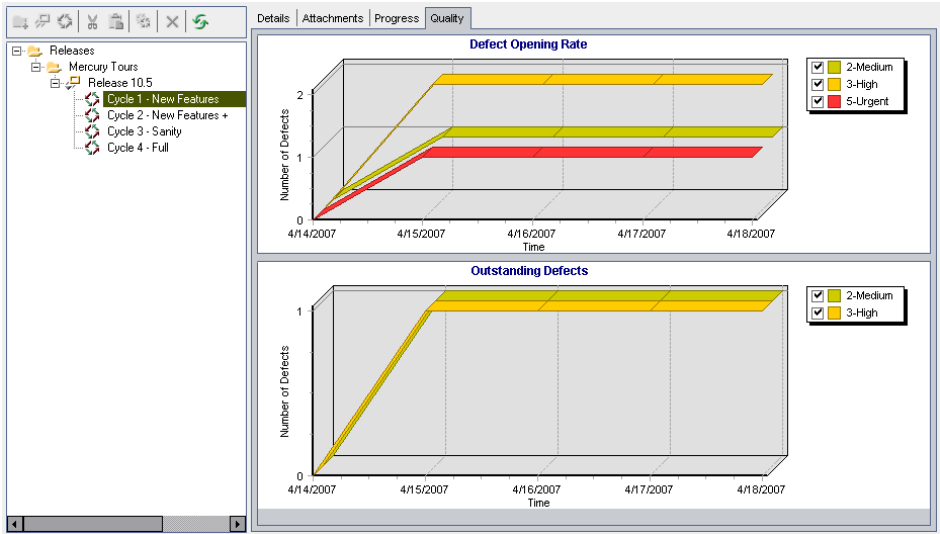 Details
Attachments
Progress
Quality
Releases
Mercury Tours
Release 10.5
Cycle 1 - New Features
Cycle 2 - New Features +
Cycle 3 - Sanity
Cycle 4 - Full
Defect Opening Rate
2-Medium
3-High
5-Urgent
Number of Defects
2
1
0
4/14/2007
4/15/2007
4/16/2007
4/17/2007
4/18/2007
Time
Outstanding Defects
2-Medium
3-High
Number of Defects
1
0
4/14/2007
4/15/2007
4/16/2007
4/17/2007
4/18/2007
Time